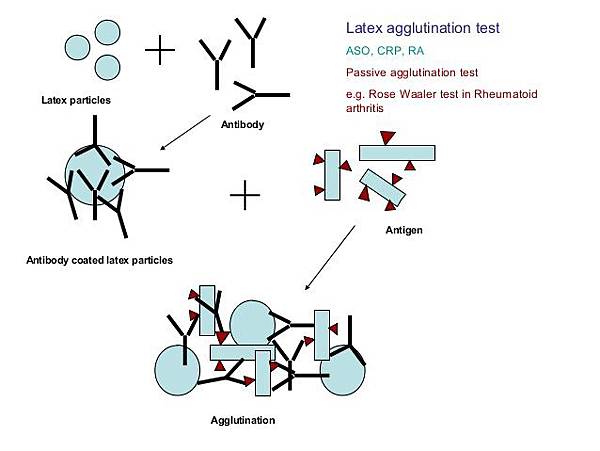 Latex agglutination test
ASO, CRP, RA
Passive agglutination test
e.g. Rose Waaler test in Rheumatoid
arthritis
Latex particles
Antibody
Antigen
Antibody coated latex particles
Agglutination